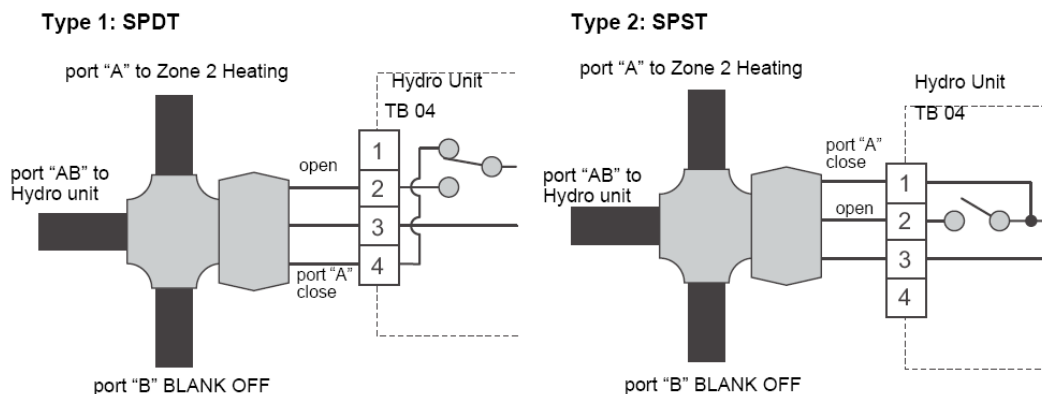 Type 1: SPDT
port “A” to Zone 2 Heating
Hydro Unit
TB 04
port “AB” to
Hydro unit
open
1
2
3
4
port “A”
close
port “B” BLANK OFF
Type 2: SPST
port “A” to Zone 2 Heating
Hydro Unit
TB 04
port “A”
close
port “AB” to
Hydro unit
open
1
2
3
4
port “B” BLANK OFF